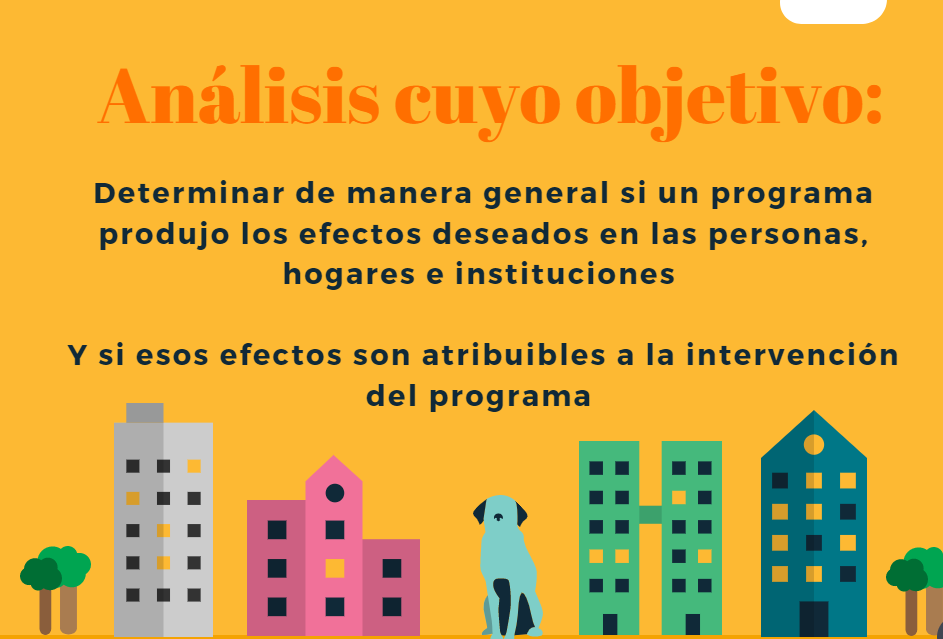 Análisis cuyo objetivo:
Determinar de manera general si un programa
produjo los efectos deseados en las personas,
hogares e instituciones
Y si esos efectos son atribuibles a la intervención
del programa